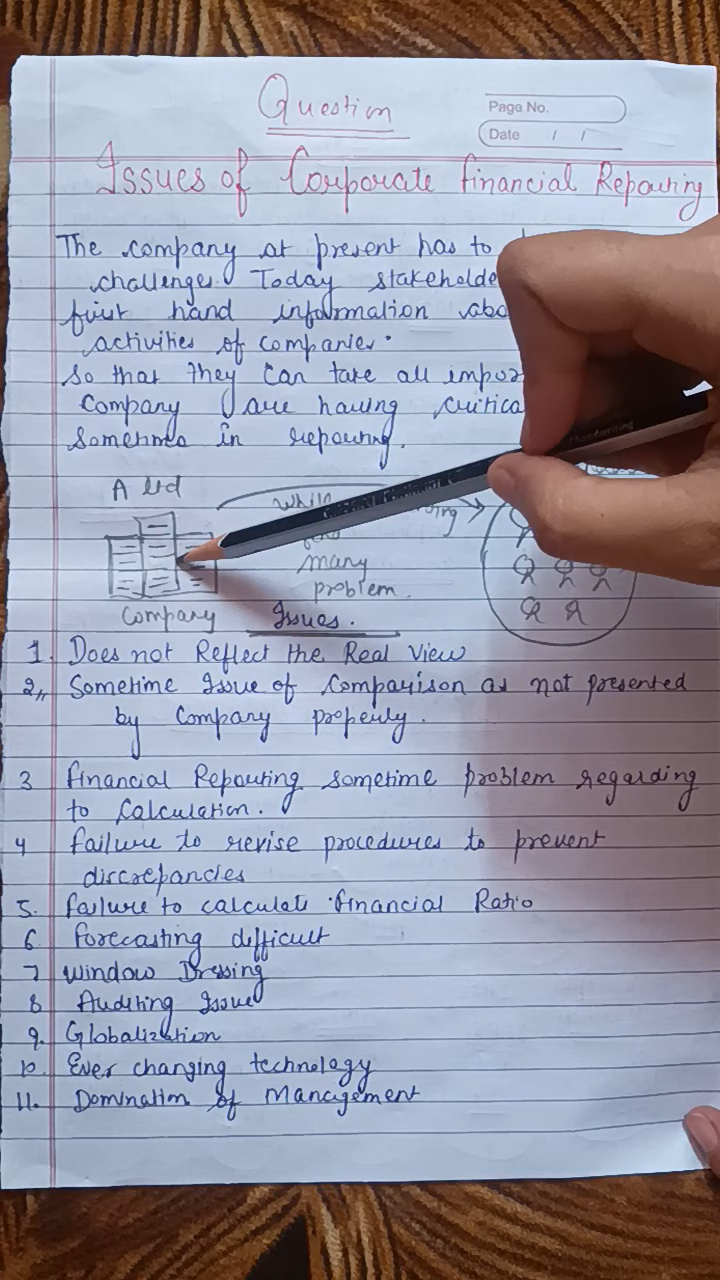 Question
Page No.
Date / /
Issues of Corporate Financial Reporting
The company at present has to
challenges. Today stakeholde
first hand information abo
activities of companies.
So that they can take all impor
Company are having critica
Sometimes in reporting.
A ltd
while
many
problem.
Company
Issues.
1. Does not Reflect the Real View
2,, Sometime Issue of Comparison as not presented
by Company properly.
3 Financial Reporting sometime problem regarding
to Calculation.
4 failure to revise procedures to prevent
discrepancies
5. failure to calculate financial Ratio
6. Forecasting difficult
7 Window Dressing
8 Auditing Issue
9. Globalization
10. Ever changing technology
11. Domination of Management